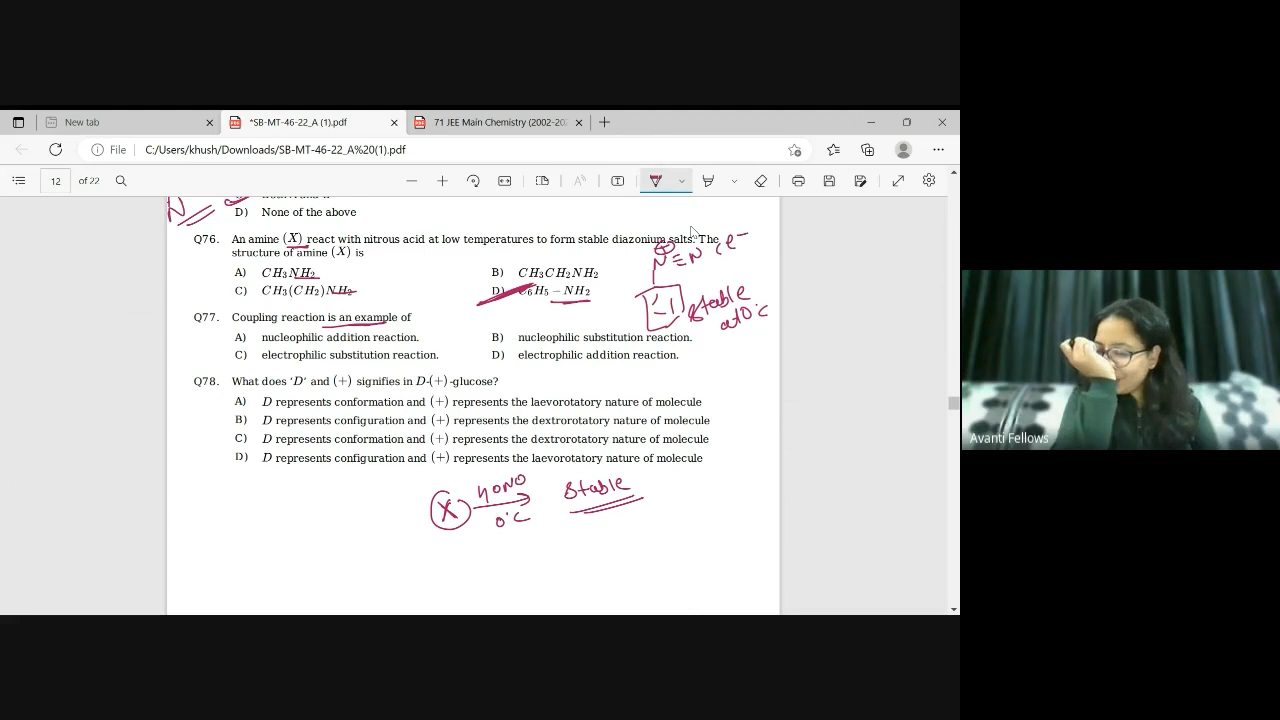 New tab
*SB-MT-46-22_A (1).pdf
71 JEE Main Chemistry (2002-202
File
C:/Users/khush/Downloads/SB-MT-46-22_A%20(1).pdf
12 of 22
N
D) None of the above
Q76. An amine (X) react with nitrous acid at low temperatures to form stable diazonium salts. The
structure of amine (X) is
A) CH3NH2
B) CH3CH2NH2
C) CH3(CH2)NH2
D) C6H5 − NH2
⊕
N≡N Cl−
stable
at 0°C
Q77. Coupling reaction is an example of
A) nucleophilic addition reaction.
B) nucleophilic substitution reaction.
C) electrophilic substitution reaction.
D) electrophilic addition reaction.
Q78. What does 'D' and (+) signifies in D-(+)-glucose?
A) D represents conformation and (+) represents the laevorotatory nature of molecule
B) D represents configuration and (+) represents the dextrorotatory nature of molecule
C) D represents conformation and (+) represents the dextrorotatory nature of molecule
D) D represents configuration and (+) represents the laevorotatory nature of molecule
X HONO stable
0°C
Avanti Fellows